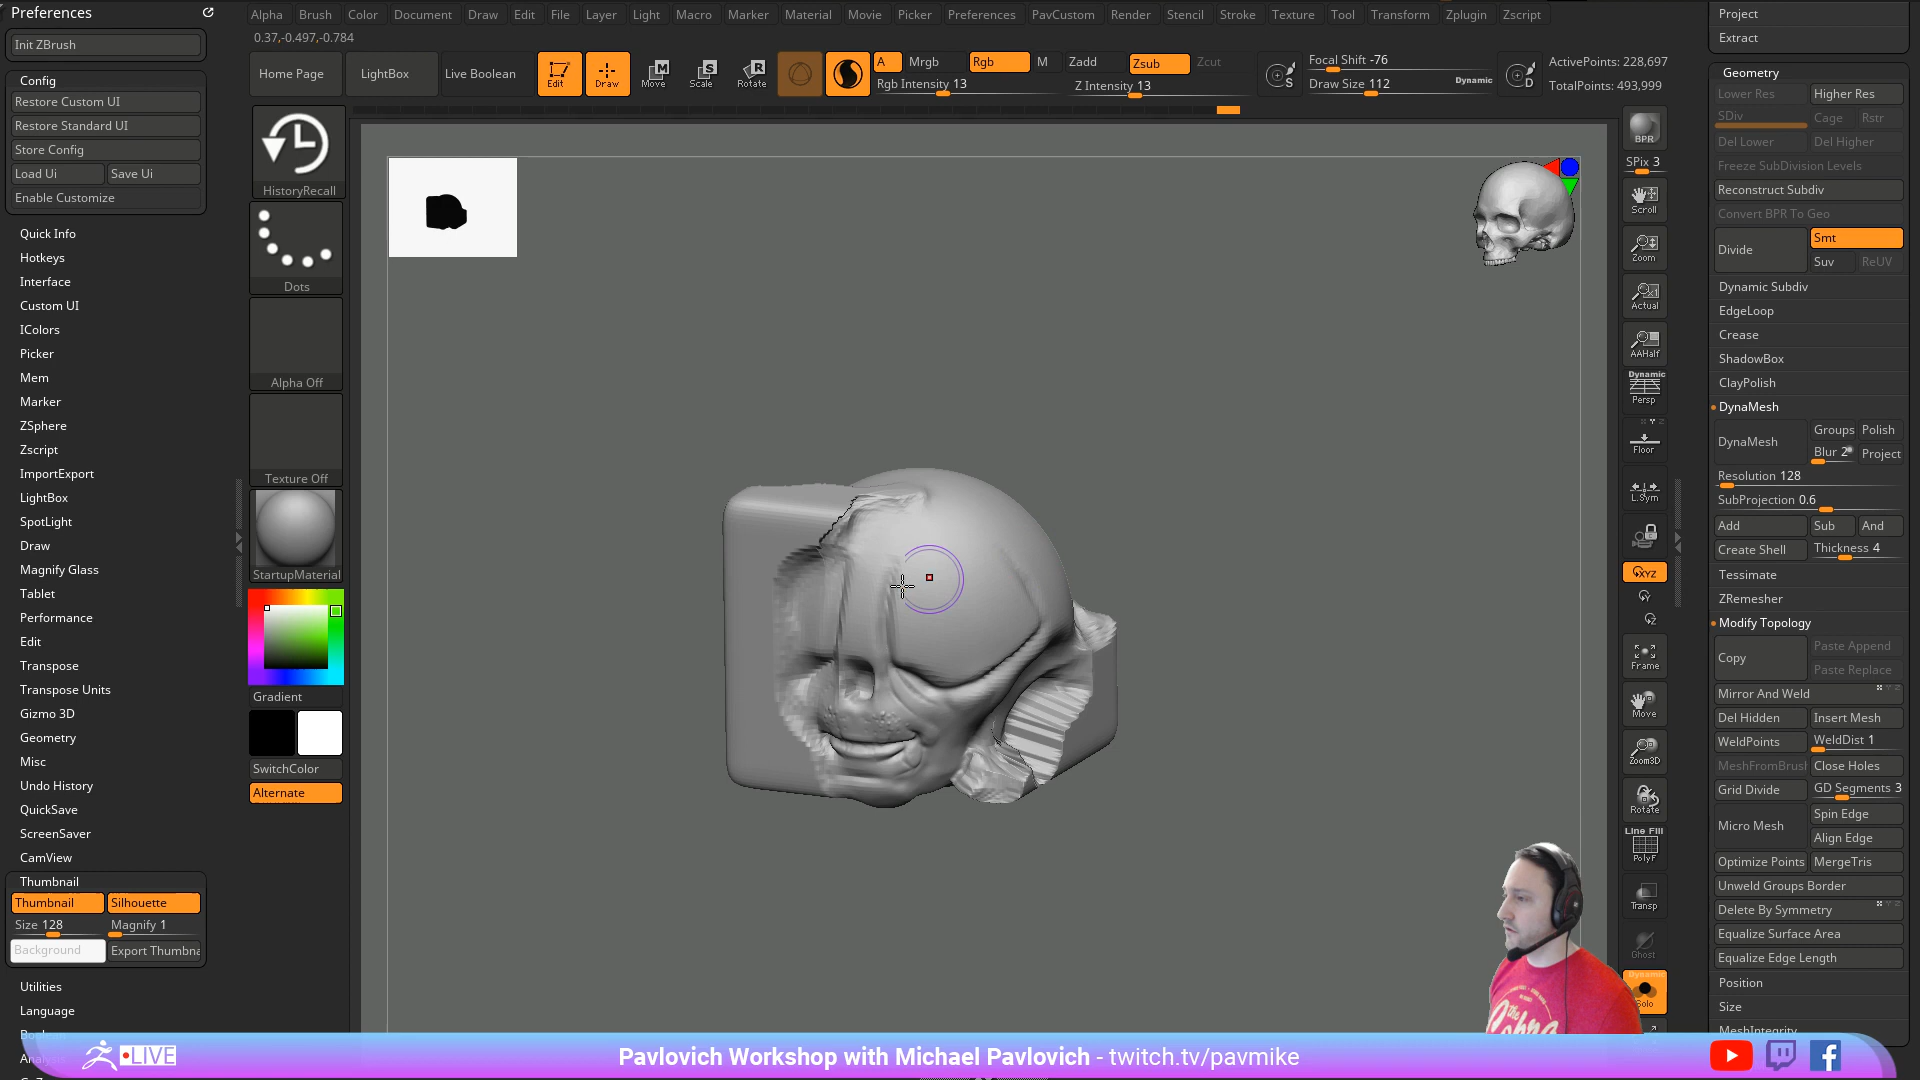 Preferences
Alpha Brush Color Document Draw Edit File Layer Light Macro Marker Material Movie Picker Preferences PavCustom Render Stencil Stroke Texture Tool Transform Zplugin Zscript
0.37,-0.497,-0.784
Init ZBrush
Config
Restore Custom UI
Restore Standard UI
Store Config
Load Ui Save Ui
Enable Customize
Quick Info
Hotkeys
Interface
Custom UI
IColors
Picker
Mem
Marker
ZSphere
Zscript
ImportExport
LightBox
SpotLight
Draw
Magnify Glass
Tablet
Performance
Edit
Transpose
Transpose Units
Gizmo 3D
Geometry
Misc
Undo History
QuickSave
ScreenSaver
CamView
Thumbnail
Thumbnail Silhouette
Size 128 Magnify 1
Background Export Thumbna
Utilities
Language
Home Page LightBox Live Boolean
Edit Draw Move Scale Rotate
A Mrgb Rgb M Zadd Zsub Zcut
Rgb Intensity 13 Z Intensity 13
S
Focal Shift -76
Draw Size 112 Dynamic
D
ActivePoints: 228,697
TotalPoints: 493,999
HistoryRecall
Dots
Alpha Off
Texture Off
StartupMaterial
Gradient
SwitchColor
Alternate
BPR
SPix 3
Scroll
Zoom
Actual
AAHalf
Dynamic
Persp
Floor
L.Sym
XYZ
Frame
Move
Zoom3D
Rotate
Line Fill
PolyF
Transp
Ghost
Dynamic
Solo
Project
Extract
Geometry
Lower Res Higher Res
SDiv Cage Rstr
Del Lower Del Higher
Freeze SubDivision Levels
Reconstruct Subdiv
Convert BPR To Geo
Divide Smt
Suv ReUV
Dynamic Subdiv
EdgeLoop
Crease
ShadowBox
ClayPolish
DynaMesh
DynaMesh Groups Polish
Blur 2 Project
Resolution 128
SubProjection 0.6
Add Sub And
Create Shell Thickness 4
Tessimate
ZRemesher
Modify Topology
Copy Paste Append
Paste Replace
Mirror And Weld
Del Hidden Insert Mesh
WeldPoints WeldDist 1
MeshFromBrush Close Holes
Grid Divide GD Segments 3
Micro Mesh Spin Edge
Align Edge
Optimize Points MergeTris
Unweld Groups Border
Delete By Symmetry
Equalize Surface Area
Equalize Edge Length
Position
Size
MeshIntegrity
LIVE
Pavlovich Workshop with Michael Pavlovich - twitch.tv/pavmike